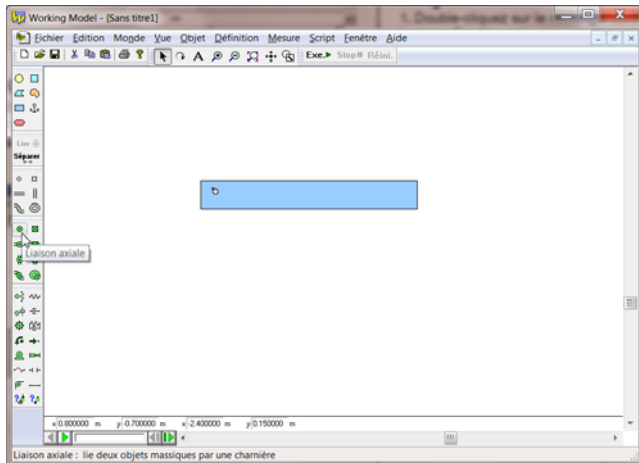 Working Model - [Sans titre1]
1. Double-cliquez sur le
Fichier Edition Monde Vue Objet Définition Mesure Script Fenêtre Aide
A Exe. Stop Réini.
Lier
Séparer
Liaison axiale
x 0.800000 m y -0.700000 m x -2.400000 m y 0.150000 m
Liaison axiale : lie deux objets massiques par une charnière